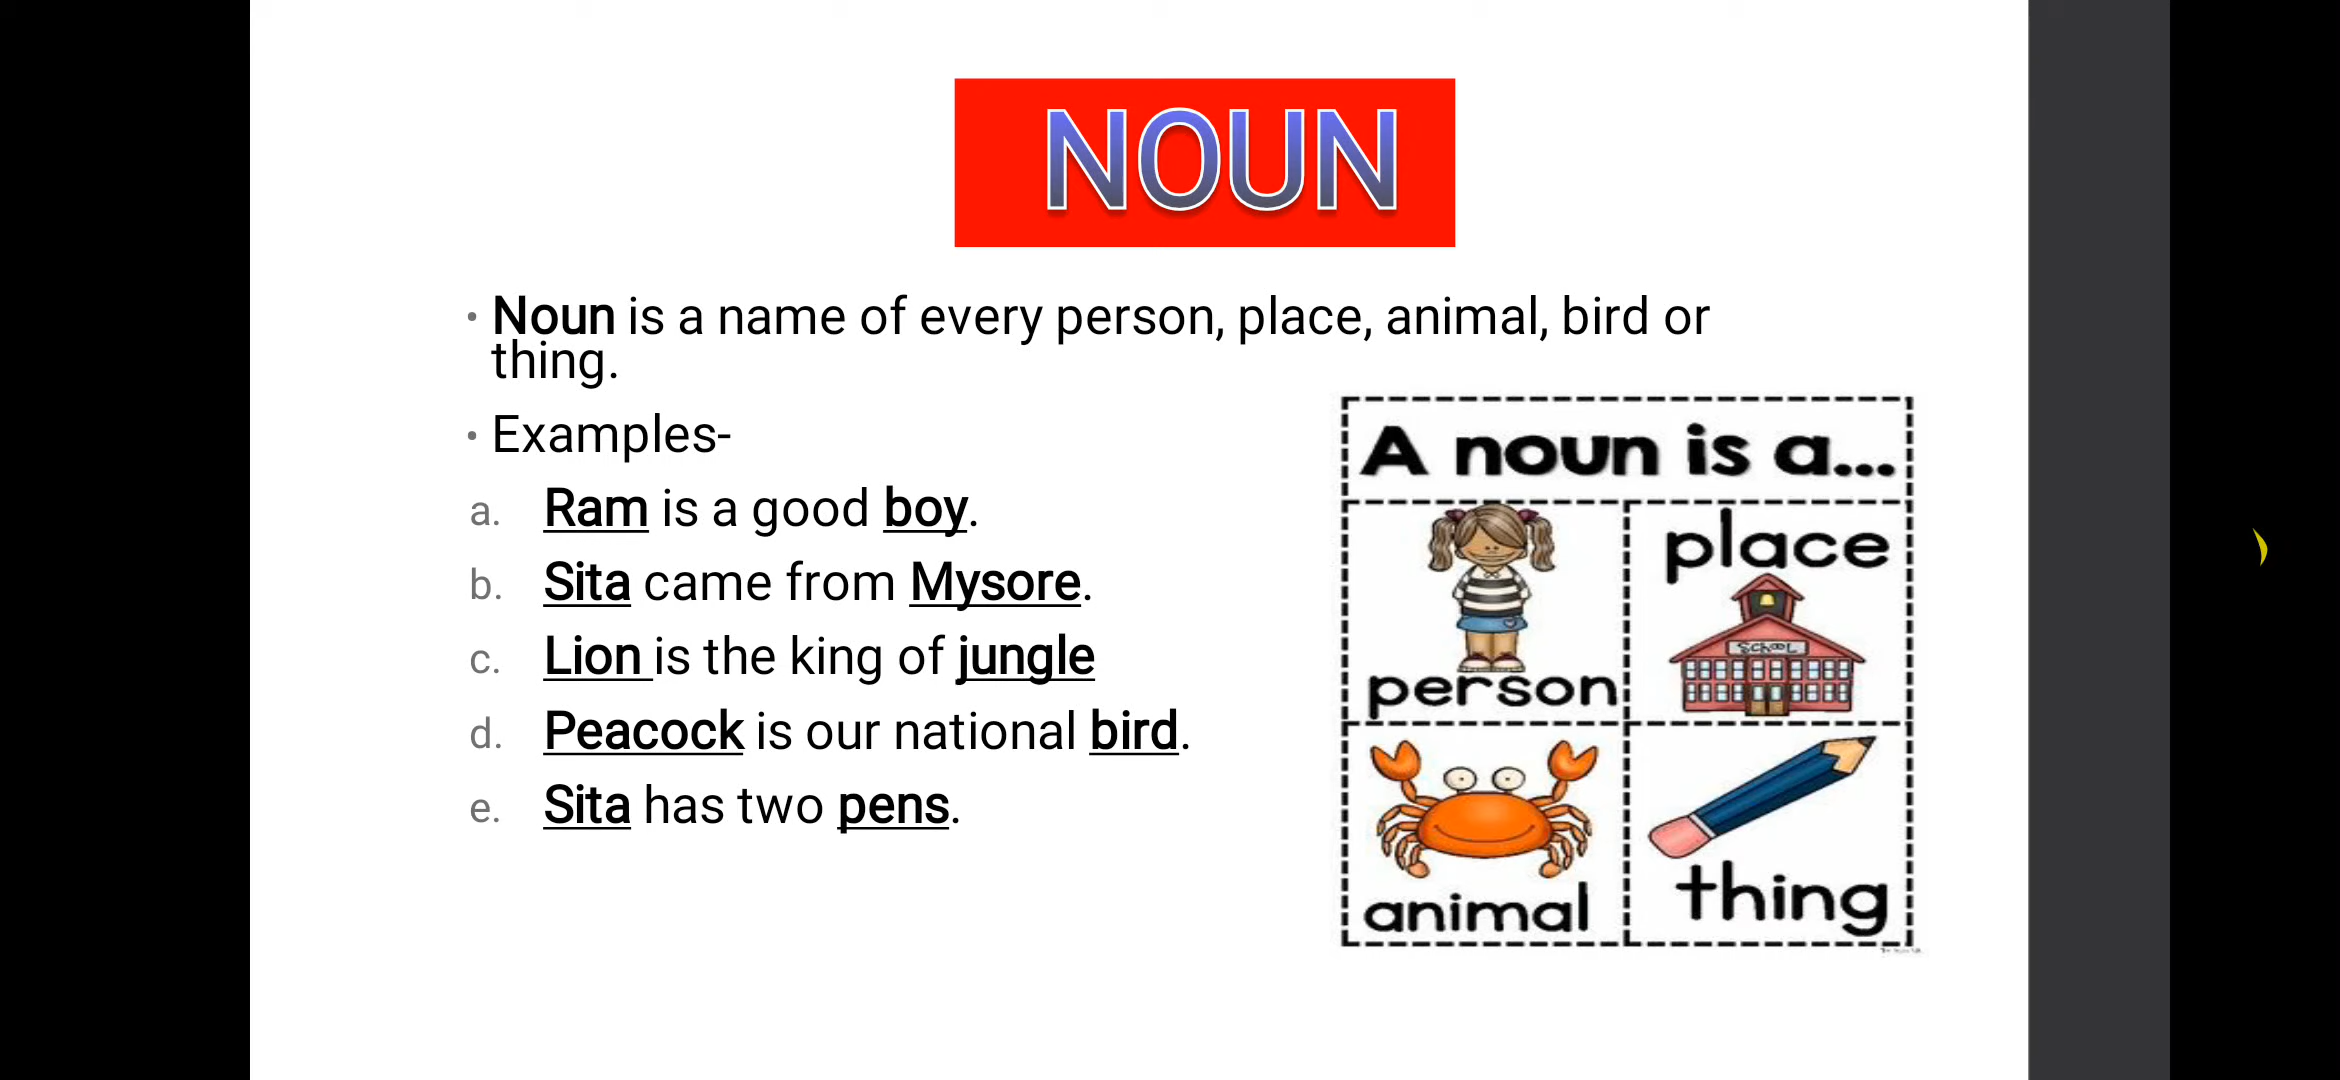 NOUN
• Noun is a name of every person, place, animal, bird or
thing.
• Examples-
a. Ram is a good boy.
b. Sita came from Mysore.
c. Lion is the king of jungle
d. Peacock is our national bird.
e. Sita has two pens.
A noun is a...
person
place
SCHOOL
animal
thing